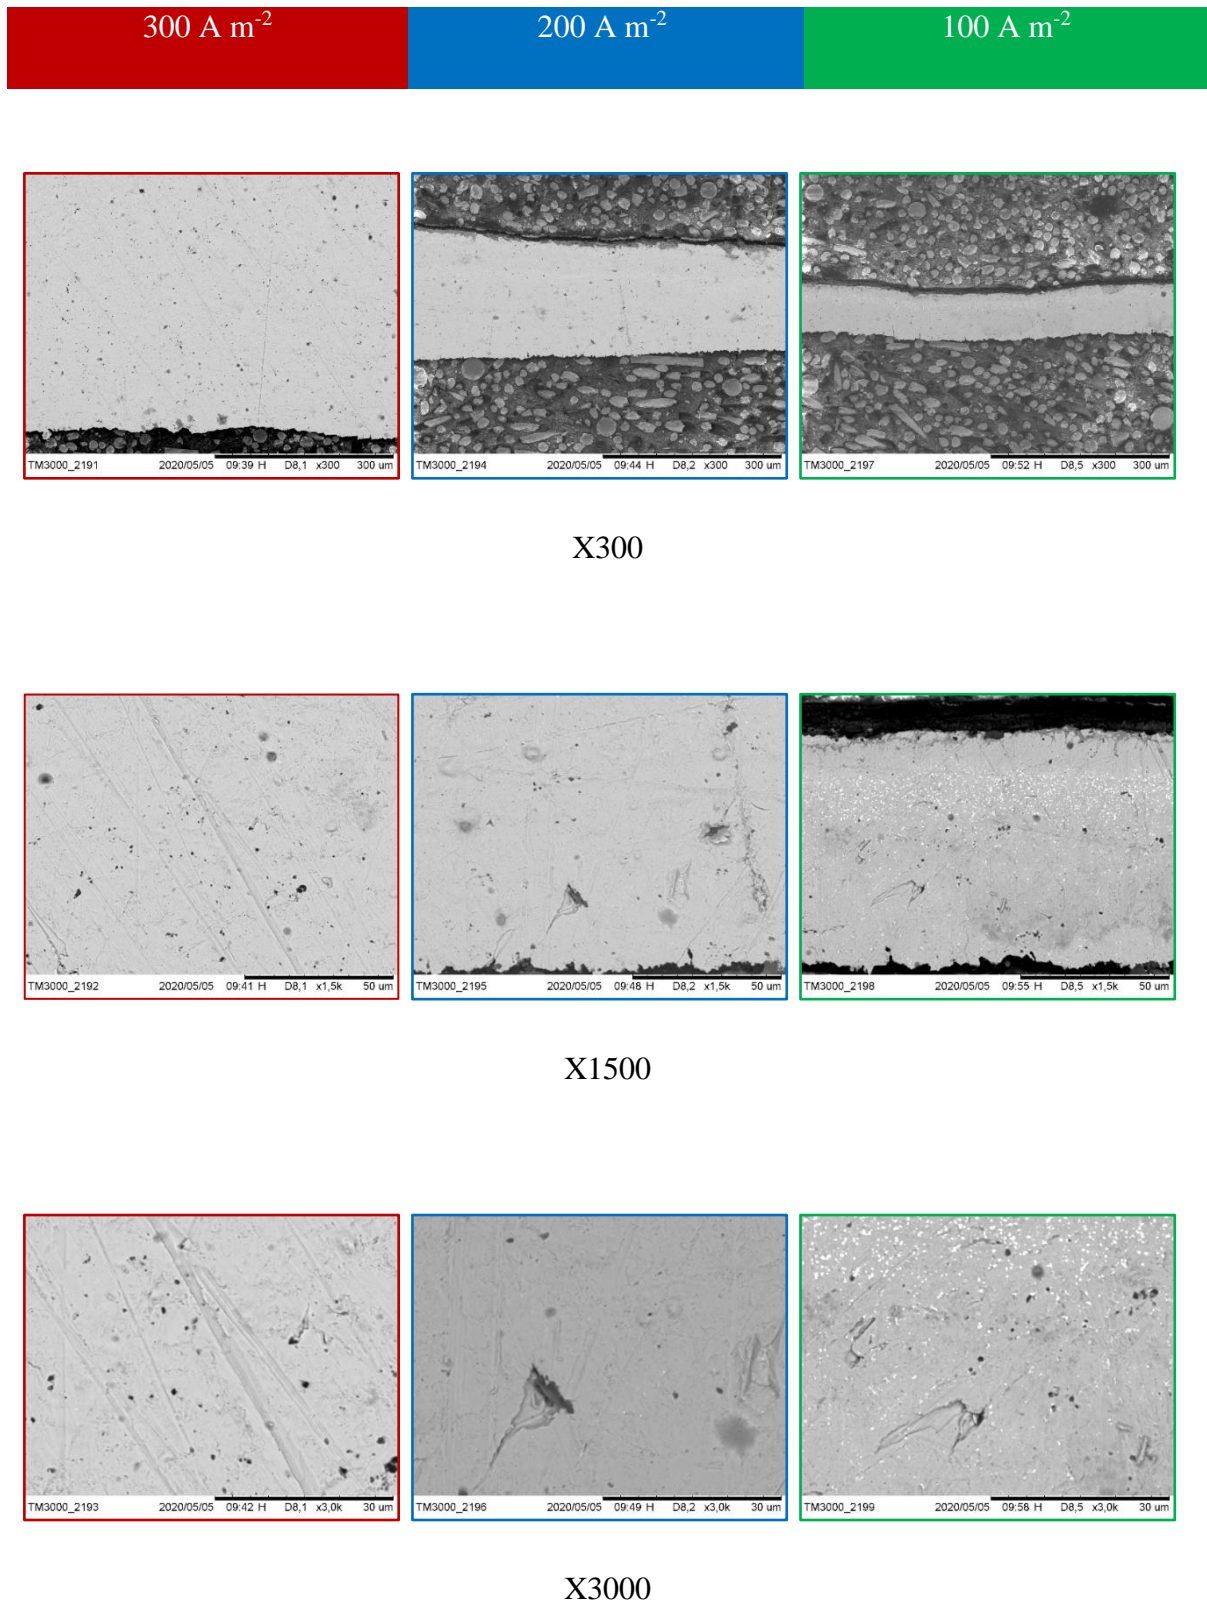 300 A m-2 200 A m-2 100 A m-2
TM3000_2191 2020/05/05 09:39 H D8,1 x300 300 um
TM3000_2194 2020/05/05 09:44 H D8,2 x300 300 um
TM3000_2197 2020/05/05 09:52 H D8,5 x300 300 um
X300
TM3000_2192 2020/05/05 09:41 H D8,1 x1,5k 50 um
TM3000_2195 2020/05/05 09:48 H D8,2 x1,5k 50 um
TM3000_2198 2020/05/05 09:55 H D8,5 x1,5k 50 um
X1500
TM3000_2193 2020/05/05 09:42 H D8,1 x3,0k 30 um
TM3000_2196 2020/05/05 09:49 H D8,2 x3,0k 30 um
TM3000_2199 2020/05/05 09:58 H D8,5 x3,0k 30 um
X3000